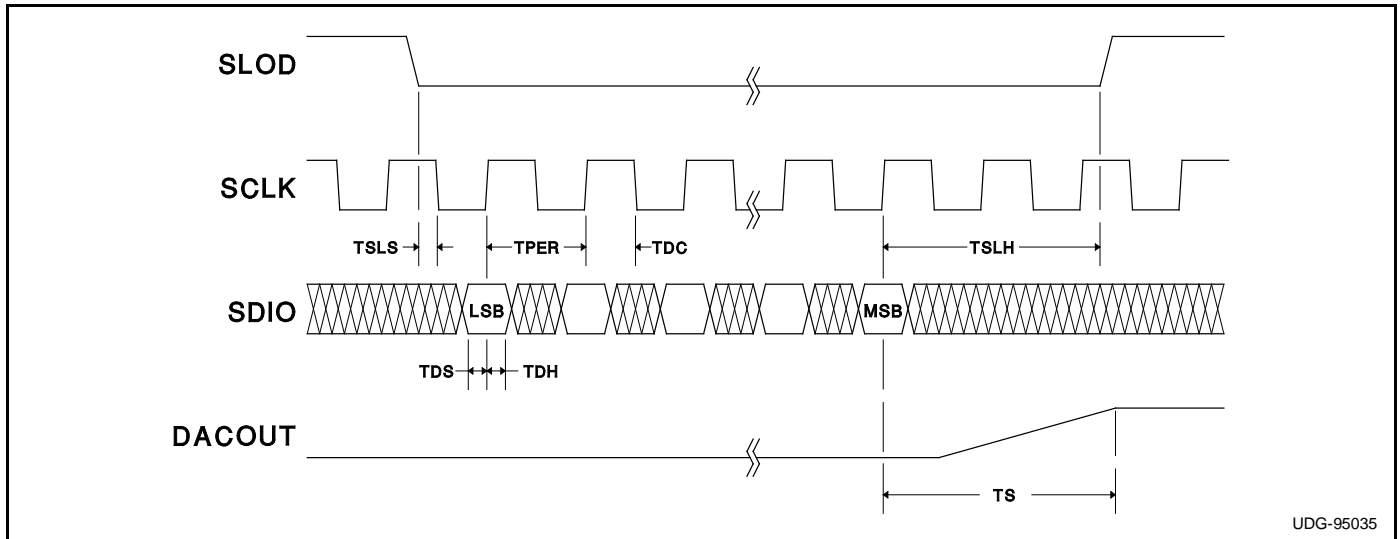 SLOD
SCLK
TSLS
TPER
TDC
TSLH
SDIO
LSB
MSB
TDS
TDH
DACOUT
TS
UDG-95035